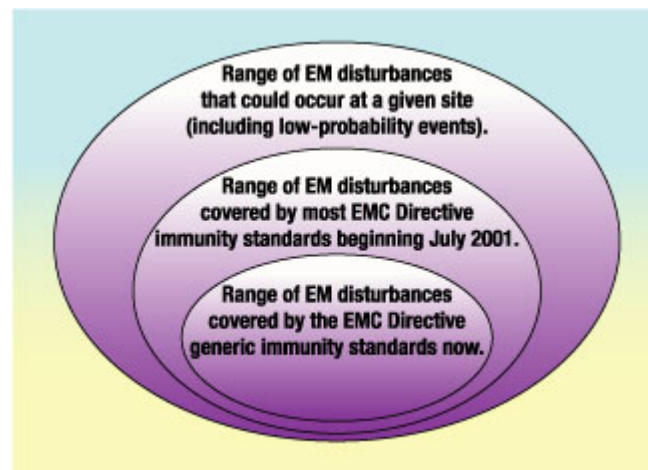 Range of EM disturbances
that could occur at a given site
(including low-probability events).
Range of EM disturbances
covered by most EMC Directive
immunity standards beginning July 2001.
Range of EM disturbances
covered by the EMC Directive
generic immunity standards now.